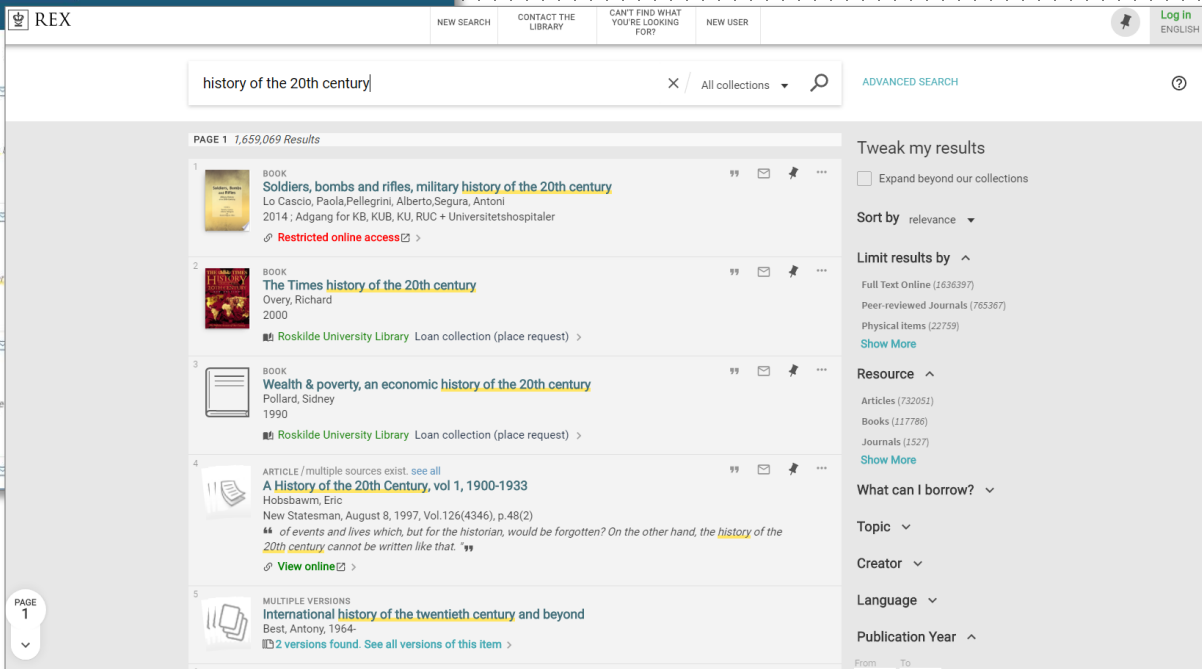 REX
NEW SEARCH
CONTACT THE
LIBRARY
CAN'T FIND WHAT
YOU'RE LOOKING
FOR?
NEW USER
Log in
ENGLISH
history of the 20th century
All collections
ADVANCED SEARCH
PAGE 1 1,659,069 Results
1
BOOK
Soldiers, bombs and rifles, military history of the 20th century
Lo Cascio, Paola,Pellegrini, Alberto,Segura, Antoni
2014 ; Adgang for KB, KUB, KU, RUC + Universitetshospitaler
Restricted online access
2
BOOK
The Times history of the 20th century
Overy, Richard
2000
Roskilde University Library Loan collection (place request)
3
BOOK
Wealth & poverty, an economic history of the 20th century
Pollard, Sidney
1990
Roskilde University Library Loan collection (place request)
4
ARTICLE / multiple sources exist. see all
A History of the 20th Century, vol 1, 1900-1933
Hobsbawm, Eric
New Statesman, August 8, 1997, Vol.126(4346), p.48(2)
❝ of events and lives which, but for the historian, would be forgotten? On the other hand, the history of the
20th century cannot be written like that. "❞
View online
5
MULTIPLE VERSIONS
International history of the twentieth century and beyond
Best, Antony, 1964-
2 versions found. See all versions of this item
Tweak my results
Expand beyond our collections
Sort by relevance
Limit results by
Full Text Online (1636397)
Peer-reviewed Journals (765367)
Physical items (22759)
Show More
Resource
Articles (732051)
Books (117786)
Journals (1527)
Show More
What can I borrow?
Topic
Creator
Language
Publication Year
From To
PAGE
1